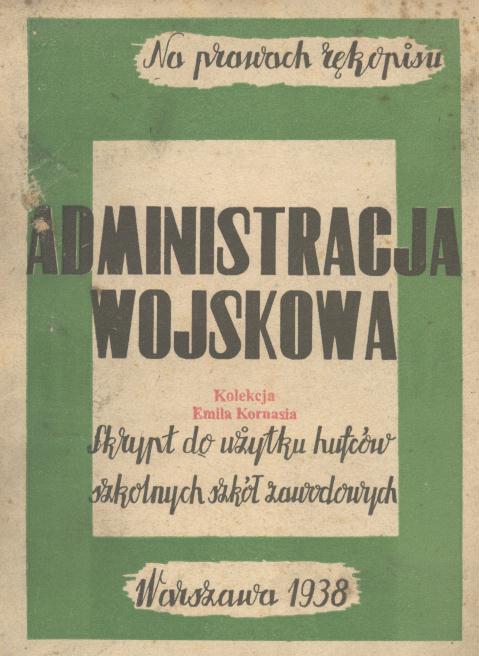 Na prawach rękopisu
ADMINISTRACJA
WOJSKOWA
Kolekcja
Emila Kornasia
Skrypt do użytku hufców
szkolnych szkół zawodowych
Warszawa 1938